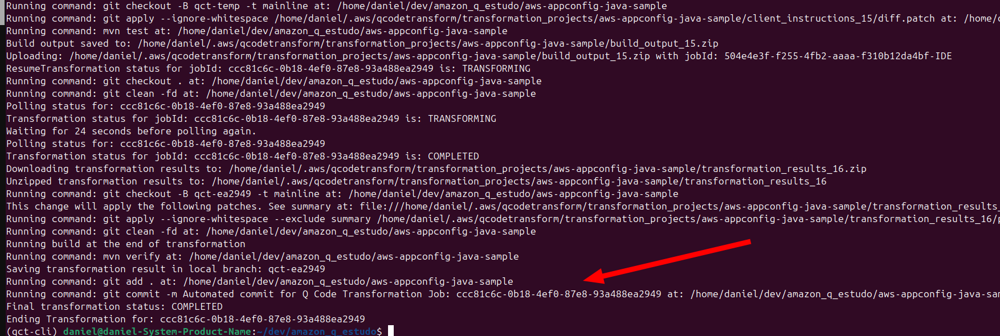 Running command: git checkout -B qct-temp -t mainline at: /home/daniel/dev/amazon_q_estudo/aws-appconfig-java-sample
Running command: git apply --ignore-whitespace /home/daniel/.aws/qcodetransform/transformation_projects/aws-appconfig-java-sample/client_instructions_15/diff.patch at: /home/
Running command: mvn test at: /home/daniel/dev/amazon_q_estudo/aws-appconfig-java-sample
Build output saved to: /home/daniel/.aws/qcodetransform/transformation_projects/aws-appconfig-java-sample/build_output_15.zip
Uploading: /home/daniel/.aws/qcodetransform/transformation_projects/aws-appconfig-java-sample/build_output_15.zip with jobId: 504e4e3f-f255-4fb2-aaaa-f310b12da4bf-IDE
ResumeTransformation status for jobId: ccc81c6c-0b18-4ef0-87e8-93a488ea2949 is: TRANSFORMING
Running command: git checkout . at: /home/daniel/dev/amazon_q_estudo/aws-appconfig-java-sample
Running command: git clean -fd at: /home/daniel/dev/amazon_q_estudo/aws-appconfig-java-sample
Polling status for: ccc81c6c-0b18-4ef0-87e8-93a488ea2949
Transformation status for jobId: ccc81c6c-0b18-4ef0-87e8-93a488ea2949 is: TRANSFORMING
Waiting for 24 seconds before polling again.
Polling status for: ccc81c6c-0b18-4ef0-87e8-93a488ea2949
Transformation status for jobId: ccc81c6c-0b18-4ef0-87e8-93a488ea2949 is: COMPLETED
Downloading transformation results to: /home/daniel/.aws/qcodetransform/transformation_projects/aws-appconfig-java-sample/transformation_results_16.zip
Unzipped transformation results to: /home/daniel/.aws/qcodetransform/transformation_projects/aws-appconfig-java-sample/transformation_results_16
Running command: git checkout -B qct-ea2949 -t mainline at: /home/daniel/dev/amazon_q_estudo/aws-appconfig-java-sample
This change will apply the following patches. See summary at: file:///home/daniel/.aws/qcodetransform/transformation_projects/aws-appconfig-java-sample/transformation_results_
Running command: git apply --ignore-whitespace --exclude summary /home/daniel/.aws/qcodetransform/transformation_projects/aws-appconfig-java-sample/transformation_results_16/
Running command: git clean -fd at: /home/daniel/dev/amazon_q_estudo/aws-appconfig-java-sample
Running build at the end of transformation
Running command: mvn verify at: /home/daniel/dev/amazon_q_estudo/aws-appconfig-java-sample
Saving transformation result in local branch: qct-ea2949
Running command: git add . at: /home/daniel/dev/amazon_q_estudo/aws-appconfig-java-sample
Running command: git commit -m Automated commit for Q Code Transformation Job: ccc81c6c-0b18-4ef0-87e8-93a488ea2949 at: /home/daniel/dev/amazon_q_estudo/aws-appconfig-java-sa
Final transformation status: COMPLETED
Ending Transformation for: ccc81c6c-0b18-4ef0-87e8-93a488ea2949
(qct-cli) daniel@daniel-System-Product-Name:~/dev/amazon_q_estudo$